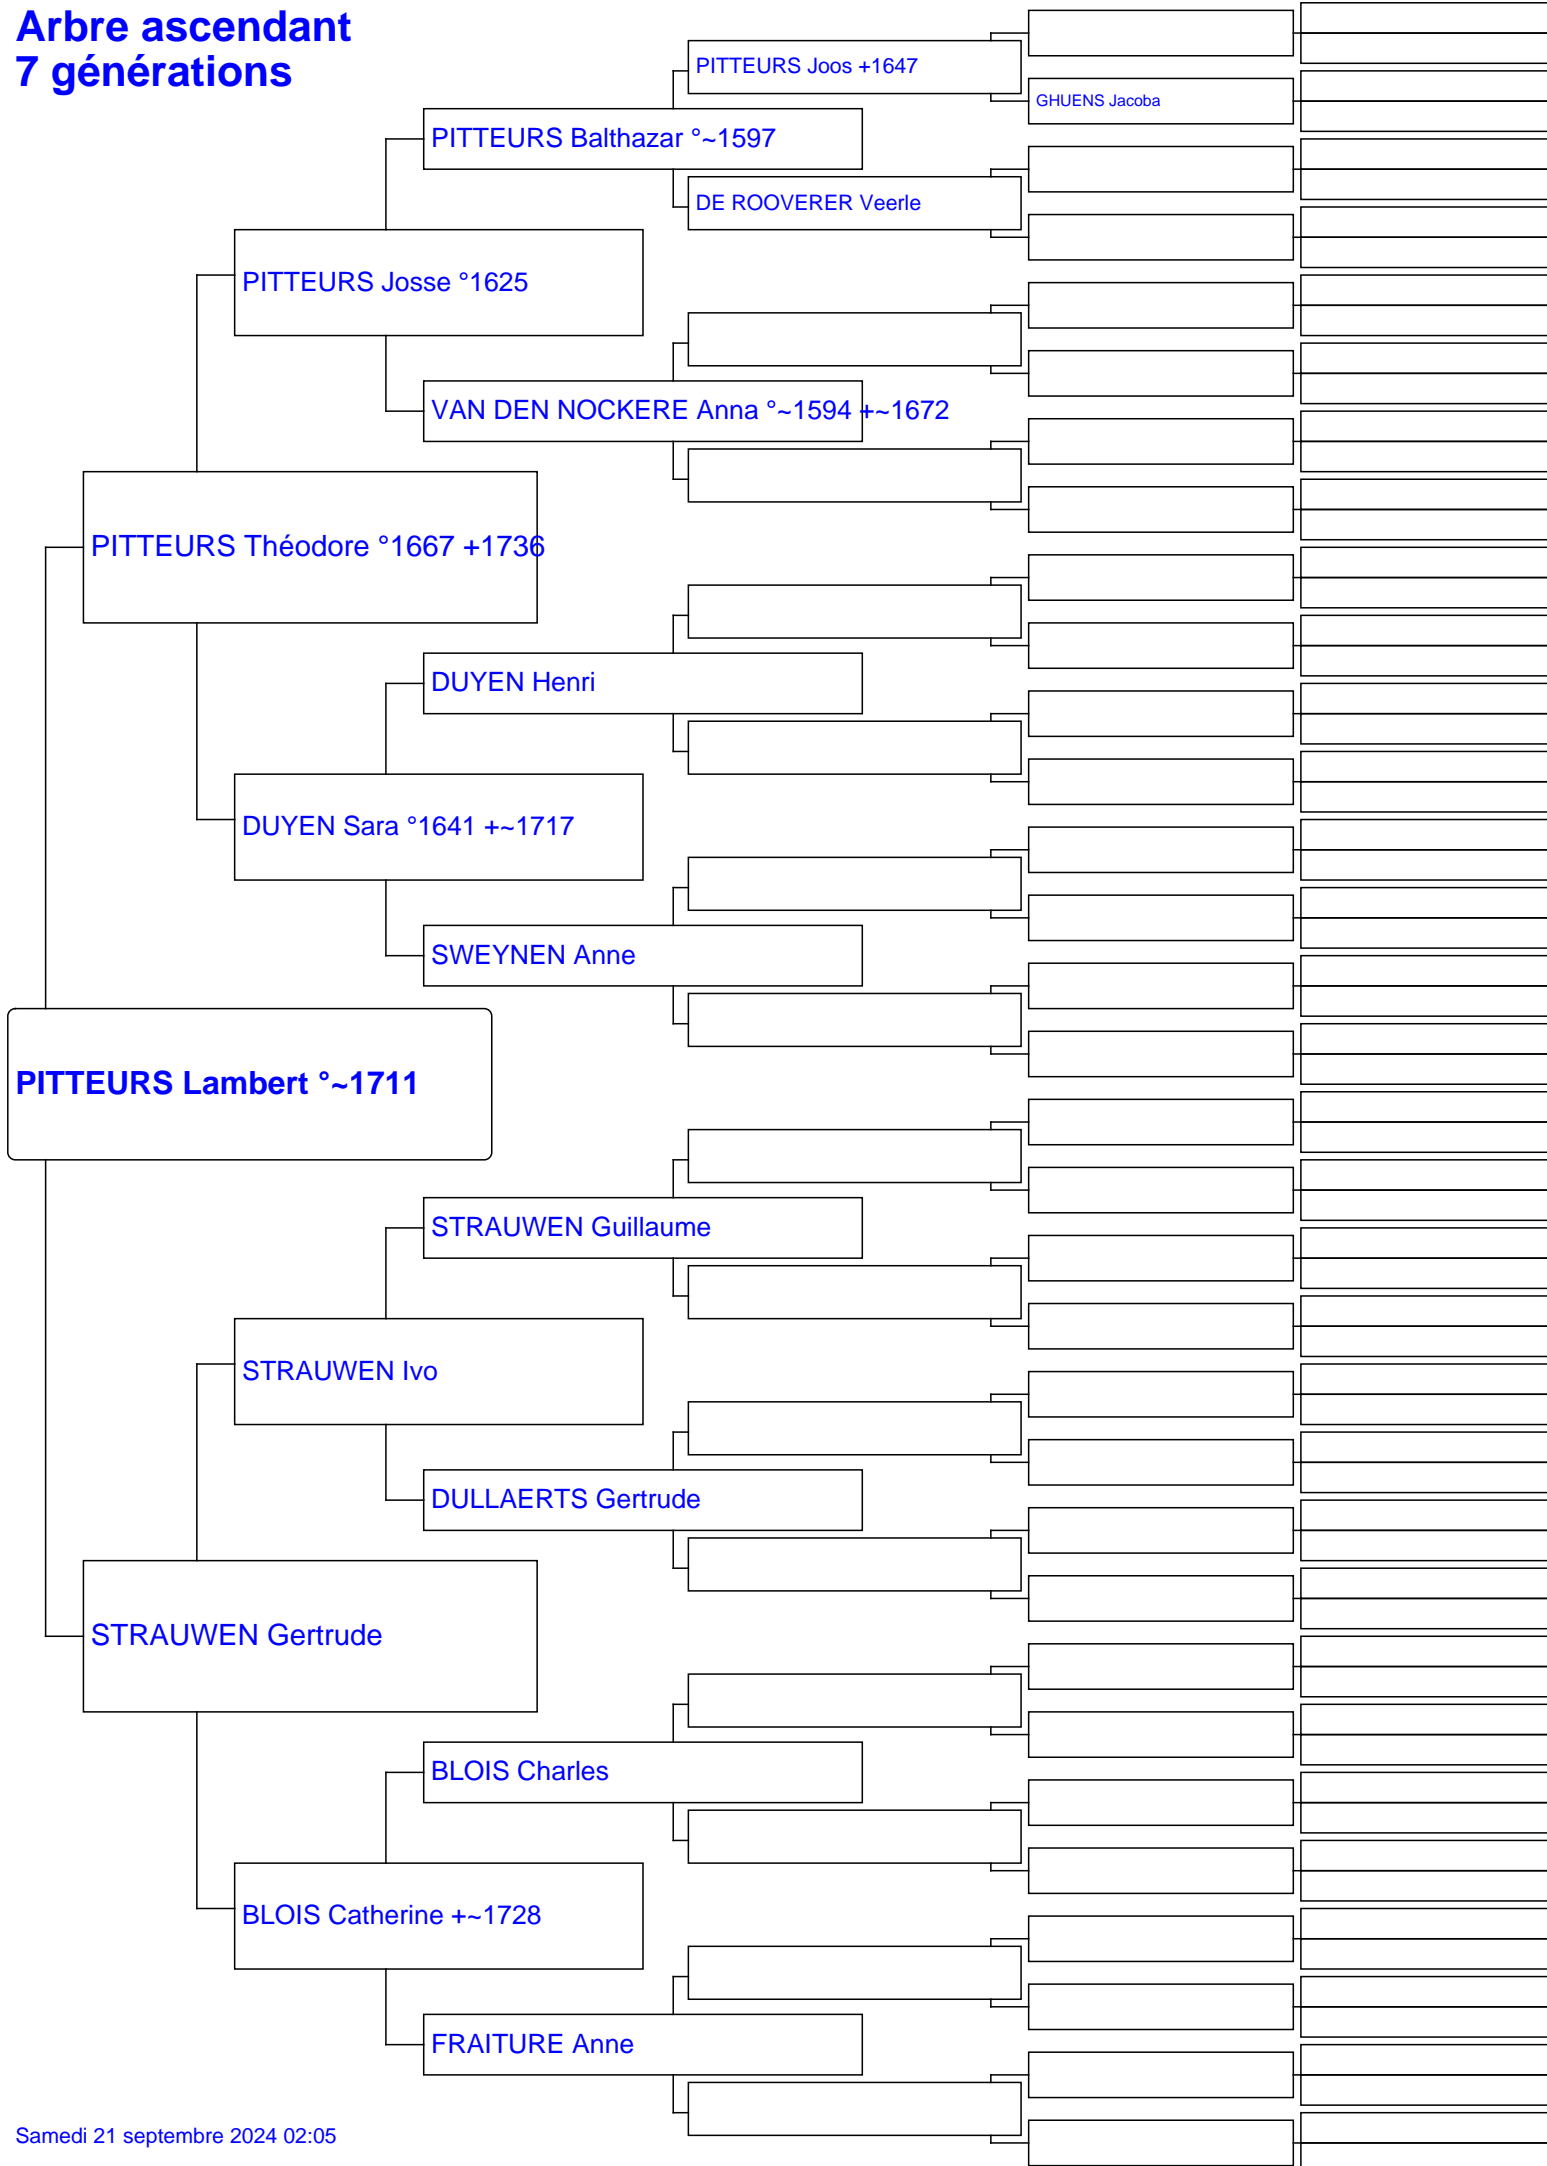 Arbre ascendant
7 générations
PITTEURS Joos +1647
GHUENS Jacoba
PITTEURS Balthazar °~1597
DE ROOVERER Veerle
PITTEURS Josse °1625
VAN DEN NOCKERE Anna °~1594 +~1672
PITTEURS Théodore °1667 +1736
DUYEN Henri
DUYEN Sara °1641 +~1717
SWEYNEN Anne
PITTEURS Lambert °~1711
STRAUWEN Guillaume
STRAUWEN Ivo
DULLAERTS Gertrude
STRAUWEN Gertrude
BLOIS Charles
BLOIS Catherine +~1728
FRAITURE Anne
Samedi 21 septembre 2024 02:05